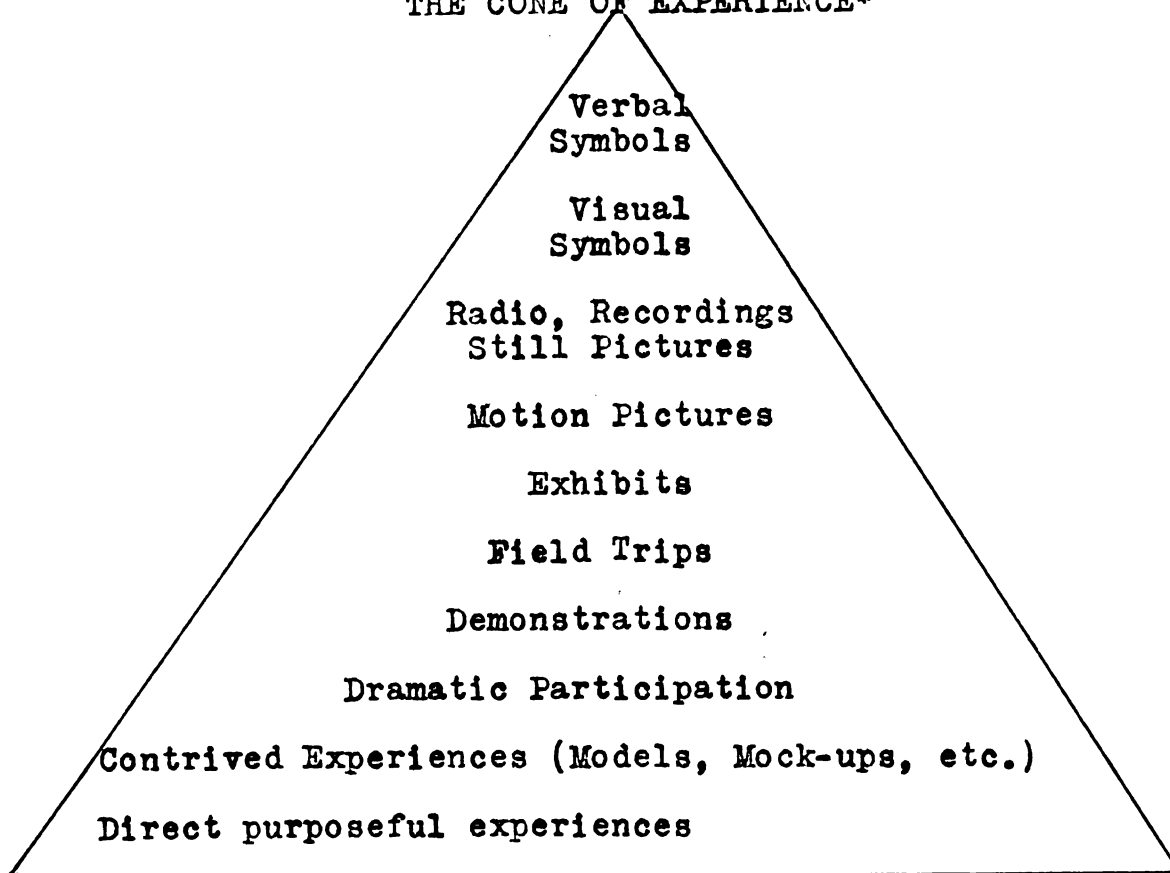 THE CONE OF EXPERIENCE*
Verbal
Symbols
Visual
Symbols
Radio, Recordings
Still Pictures
Motion Pictures
Exhibits
Field Trips
Demonstrations
Dramatic Participation
Contrived Experiences (Models, Mock-ups, etc.)
Direct purposeful experiences